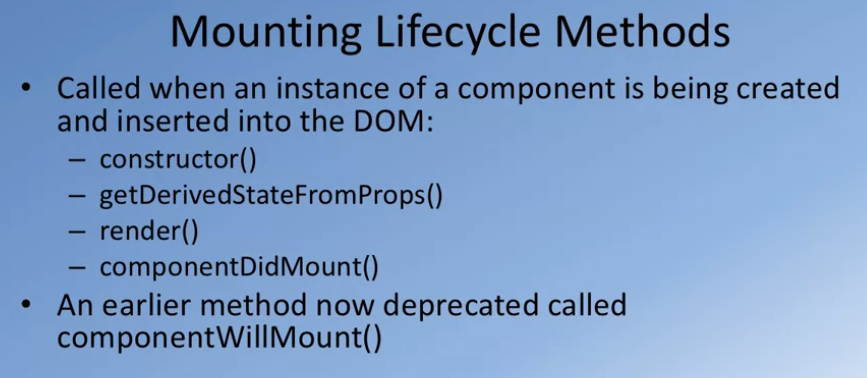 Mounting Lifecycle Methods
• Called when an instance of a component is being created
and inserted into the DOM:
– constructor()
– getDerivedStateFromProps()
– render()
– componentDidMount()
• An earlier method now deprecated called
componentWillMount()